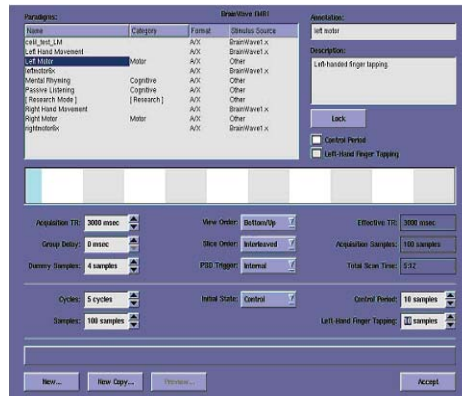 BrainWave fMRI
Paradigms:
Annotation:
Name Category Format Stimulus Source
left motor
cell_test_LM A/X Other
Left Hand Movement A/X BrainWave1.x
Description:
Left Motor Motor A/X Other
Left-handed finger tapping.
leftmotor6x A/X BrainWave1.x
Mental Rhyming Cognitive A/X Other
Passive Listening Cognitive A/X Other
[ Research Mode ] [ Research ] A/X Other
Right Hand Movement A/X BrainWave1.x
Right Motor Motor A/X Other
rightmotor6x A/X BrainWave1.x
Lock
Control Period
Left-Hand Finger Tapping
Acquisition TR: 3000 msec View Order: Bottom/Up Effective TR: 3000 msec
Group Delay: 0 msec Slice Order: Interleaved Acquisition Samples: 100 samples
Dummy Samples: 4 samples PSD Trigger: Internal Total Scan Time: 5:12
Cycles: 5 cycles Initial State: Control Control Period: 10 samples
Samples: 100 samples Left-Hand Finger Tapping: 10 samples
New... New Copy... Preview... Accept